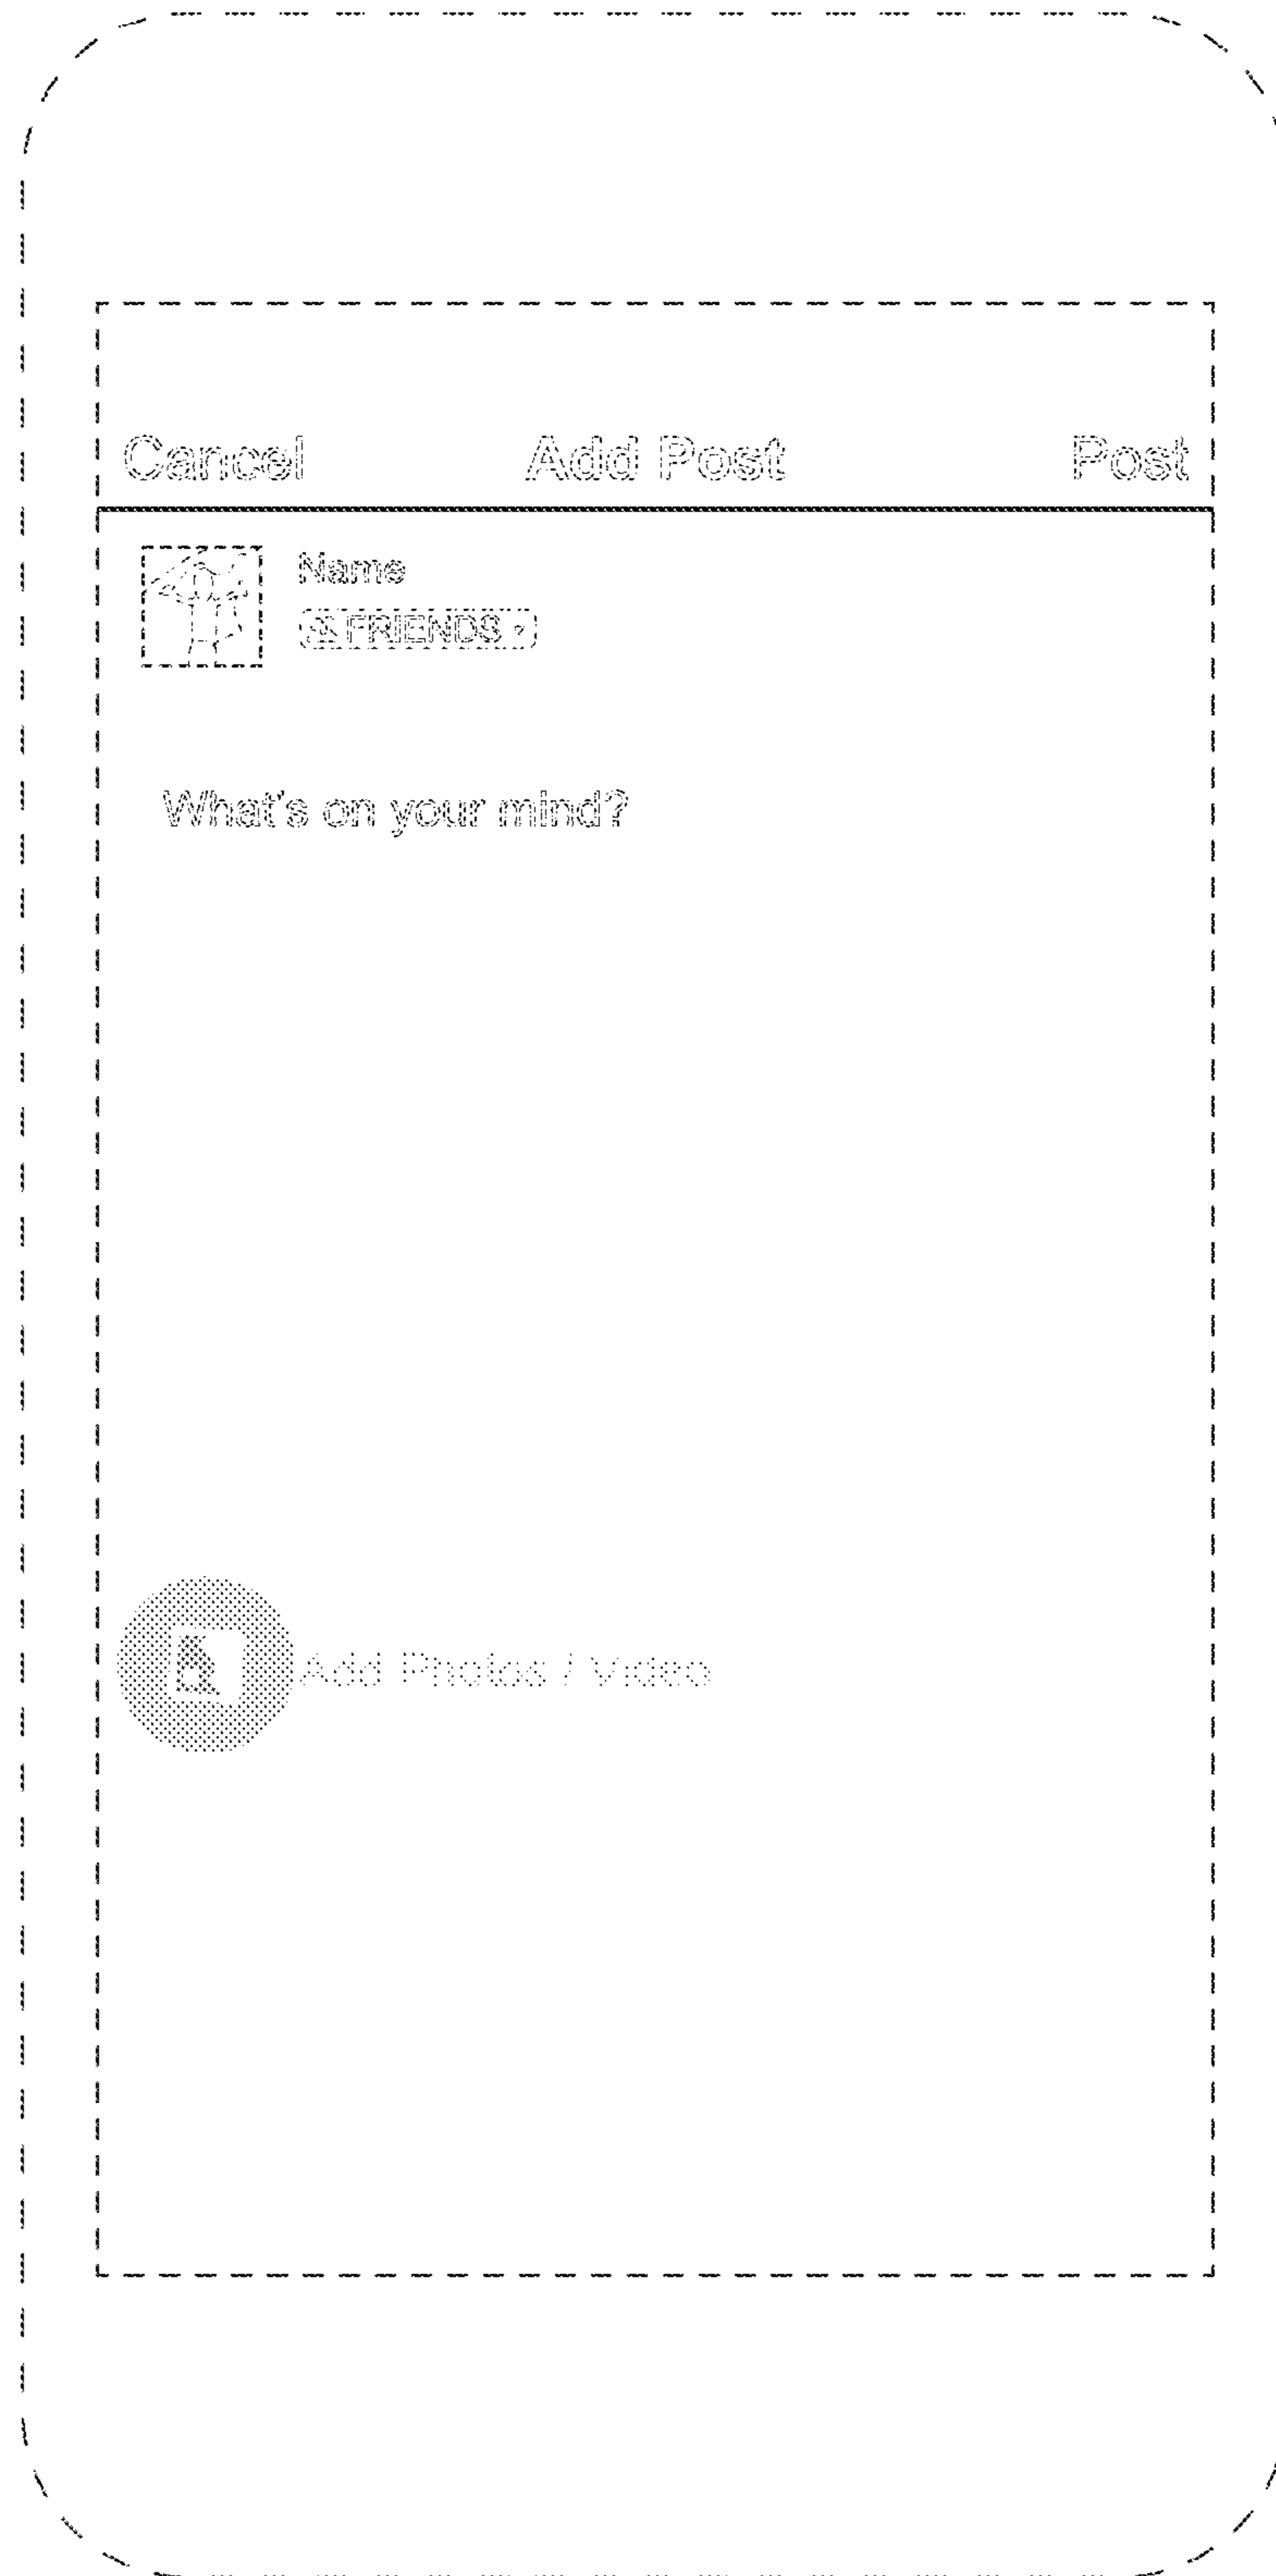 Cancel Add Post Post
Name
FRIENDS
What's on your mind?
Add Photos / Video